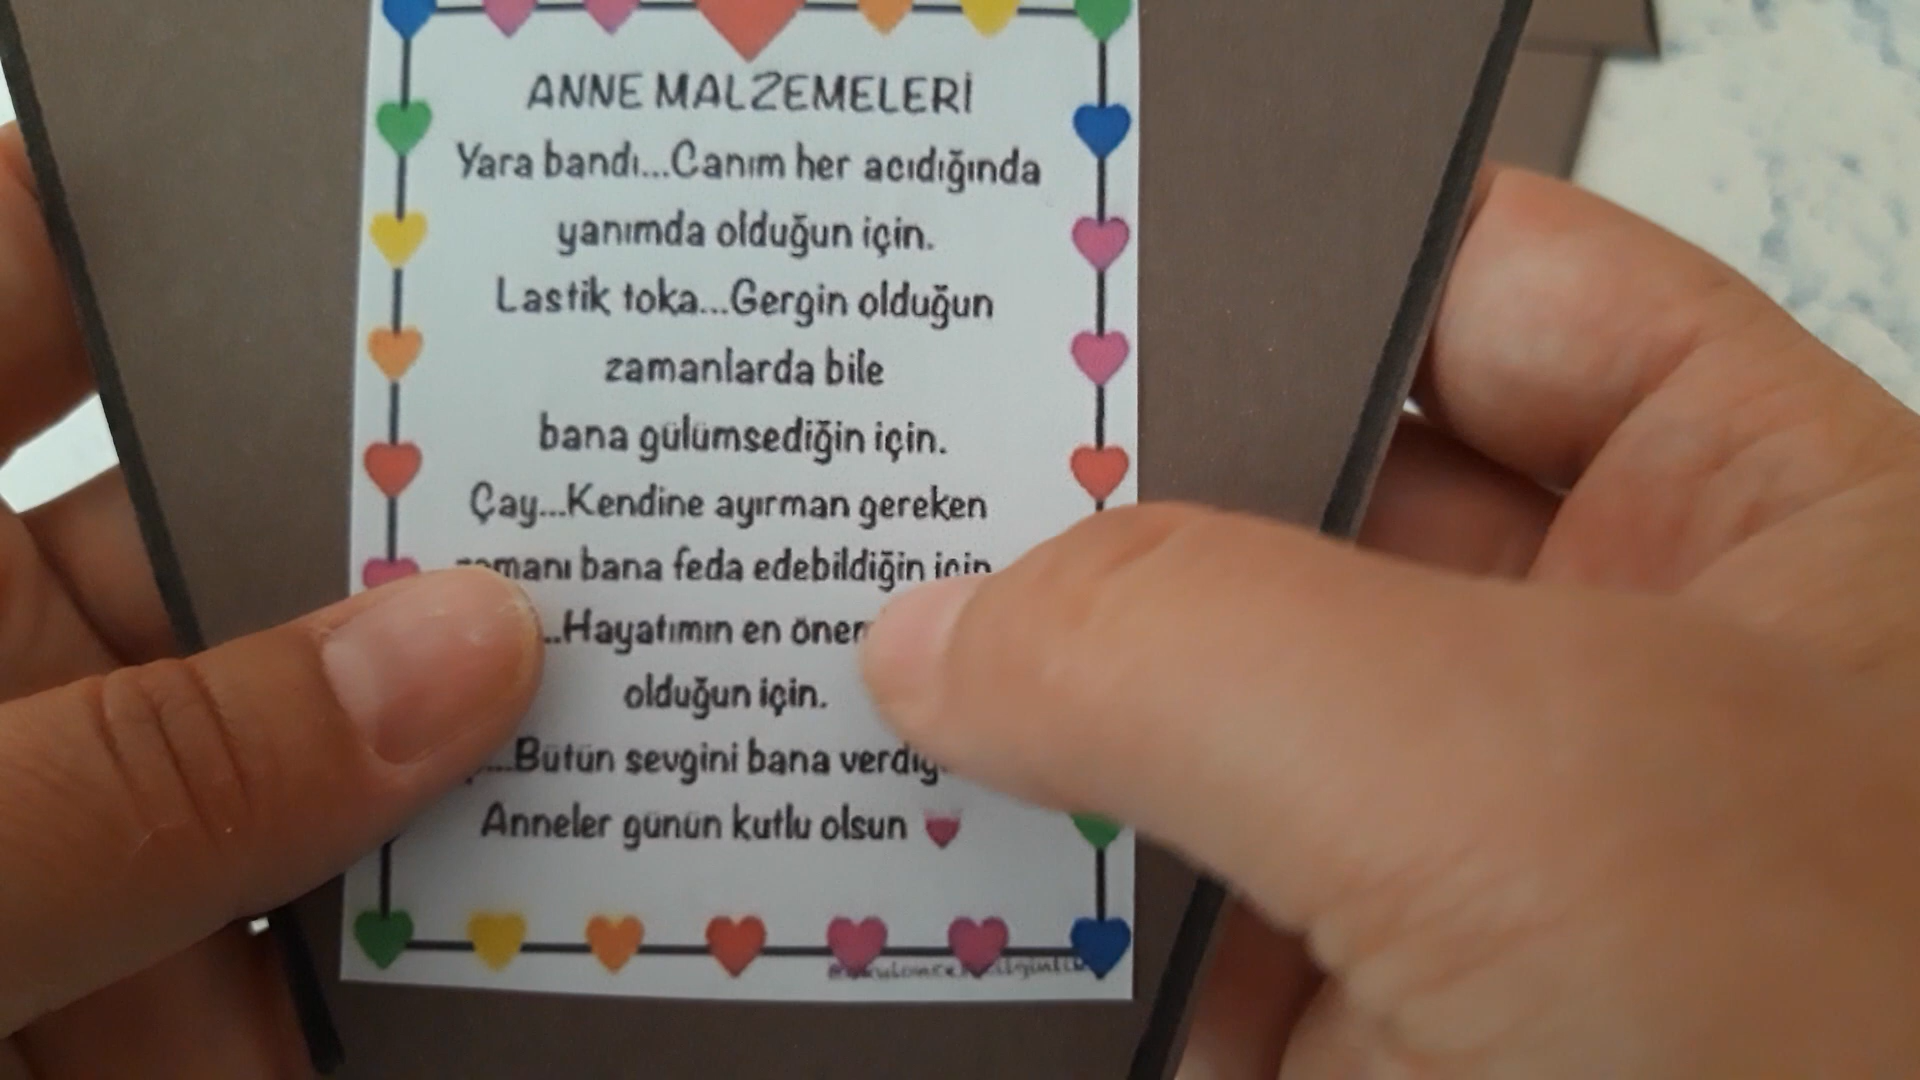 ANNE MALZEMELERİ
Yara bandı...Canım her acıdığında
yanımda olduğun için.
Lastik toka...Gergin olduğun
zamanlarda bile
bana gülümsediğin için.
Çay...Kendine ayırman gereken
bana feda edebildiğin için
...Hayatımın en
olduğun için.
...Bütün sevgini bana
Anneler günün kutlu olsun